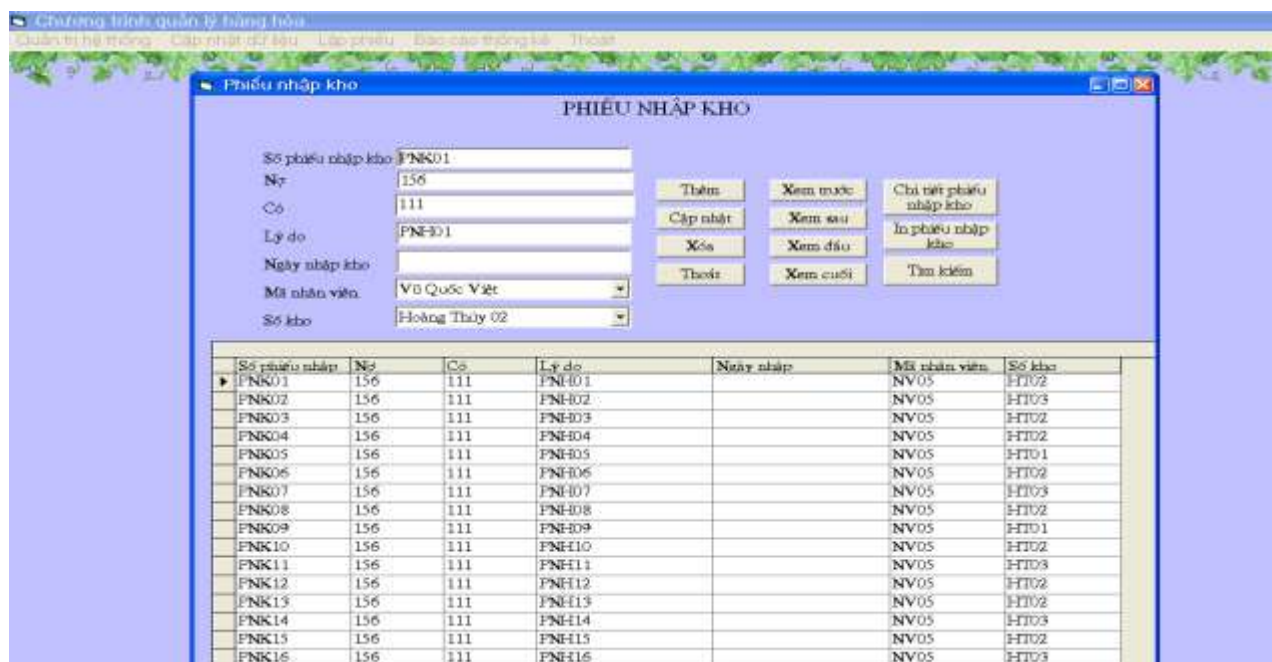 Chương trình quản lý hàng hóa
Quản trị hệ thống Cập nhật dữ liệu Lập phiếu Báo cáo thống kê Thoát
Phiếu nhập kho
PHIẾU NHẬP KHO
Số phiếu nhập kho PNK01
Nợ 156
Có 111
Lý do PNH01
Ngày nhập kho
Mã nhân viên Vũ Quốc Việt
Số kho Hoàng Thúy 02
Thêm Xem trước Chi tiết phiếu nhập kho
Cập nhật Xem sau In phiếu nhập kho
Xóa Xem đầu Tìm kiếm
Thoát Xem cuối
Số phiếu nhập Nợ Có Lý do Ngày nhập Mã nhân viên Số kho
PNK01 156 111 PNH01 NV05 HT02
PNK02 156 111 PNH02 NV05 HT03
PNK03 156 111 PNH03 NV05 HT02
PNK04 156 111 PNH04 NV05 HT02
PNK05 156 111 PNH05 NV05 HT01
PNK06 156 111 PNH06 NV05 HT02
PNK07 156 111 PNH07 NV05 HT03
PNK08 156 111 PNH08 NV05 HT02
PNK09 156 111 PNH09 NV05 HT01
PNK10 156 111 PNH10 NV05 HT02
PNK11 156 111 PNH11 NV05 HT03
PNK12 156 111 PNH12 NV05 HT02
PNK13 156 111 PNH13 NV05 HT02
PNK14 156 111 PNH14 NV05 HT03
PNK15 156 111 PNH15 NV05 HT02
PNK16 156 111 PNH16 NV05 HT03